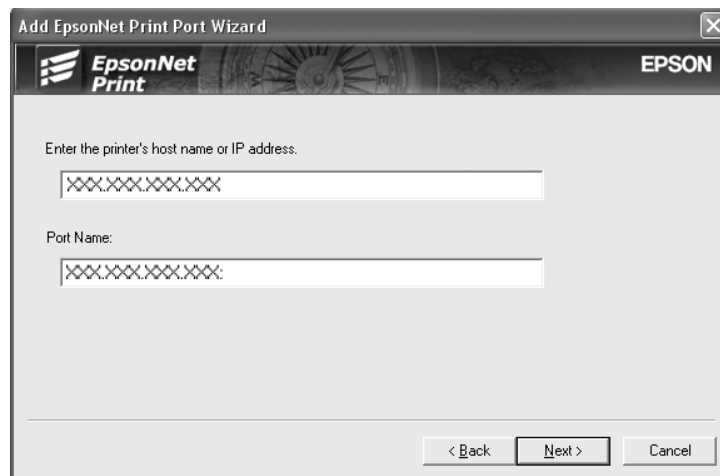 Add EpsonNet Print Port Wizard
EpsonNet
Print
EPSON
Enter the printer's host name or IP address.
XXX.XXX.XXX.XXX
Port Name:
XXX.XXX.XXX.XXX:
< Back
Next >
Cancel